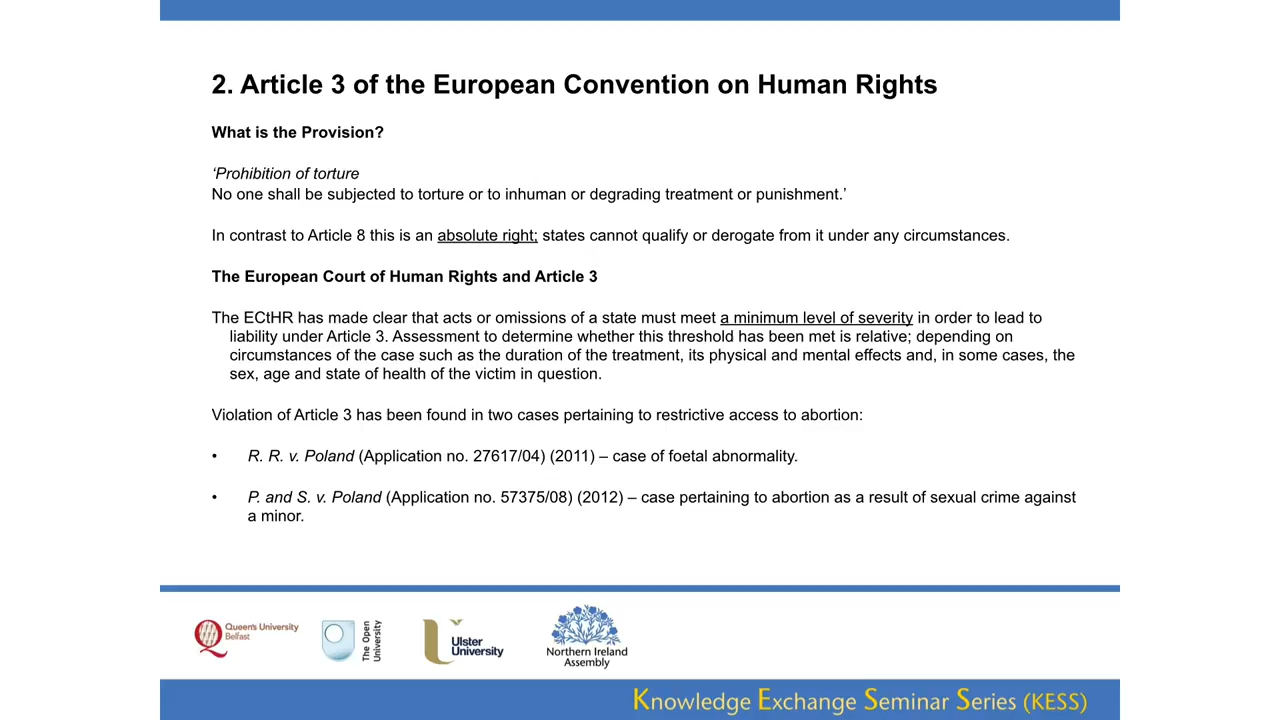 2. Article 3 of the European Convention on Human Rights
What is the Provision?
‘Prohibition of torture
No one shall be subjected to torture or to inhuman or degrading treatment or punishment.’
In contrast to Article 8 this is an absolute right; states cannot qualify or derogate from it under any circumstances.
The European Court of Human Rights and Article 3
The ECtHR has made clear that acts or omissions of a state must meet a minimum level of severity in order to lead to
liability under Article 3. Assessment to determine whether this threshold has been met is relative; depending on
circumstances of the case such as the duration of the treatment, its physical and mental effects and, in some cases, the
sex, age and state of health of the victim in question.
Violation of Article 3 has been found in two cases pertaining to restrictive access to abortion:
• R. R. v. Poland (Application no. 27617/04) (2011) – case of foetal abnormality.
• P. and S. v. Poland (Application no. 57375/08) (2012) – case pertaining to abortion as a result of sexual crime against
a minor.
Queen's University
Belfast
The Open
University
Ulster
University
Northern Ireland
Assembly
Knowledge Exchange Seminar Series (KESS)